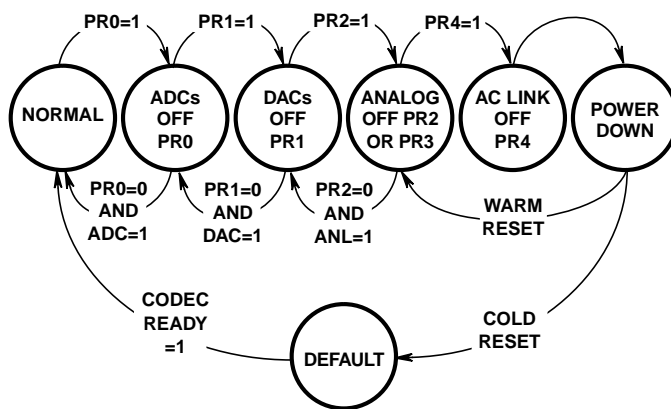 PR0=1
PR1=1
PR2=1
PR4=1
NORMAL
ADCs
OFF
PR0
DACs
OFF
PR1
ANALOG
OFF PR2
OR PR3
AC LINK
OFF
PR4
POWER
DOWN
PR0=0
AND
ADC=1
PR1=0
AND
DAC=1
PR2=0
AND
ANL=1
WARM
RESET
CODEC
READY
=1
DEFAULT
COLD
RESET